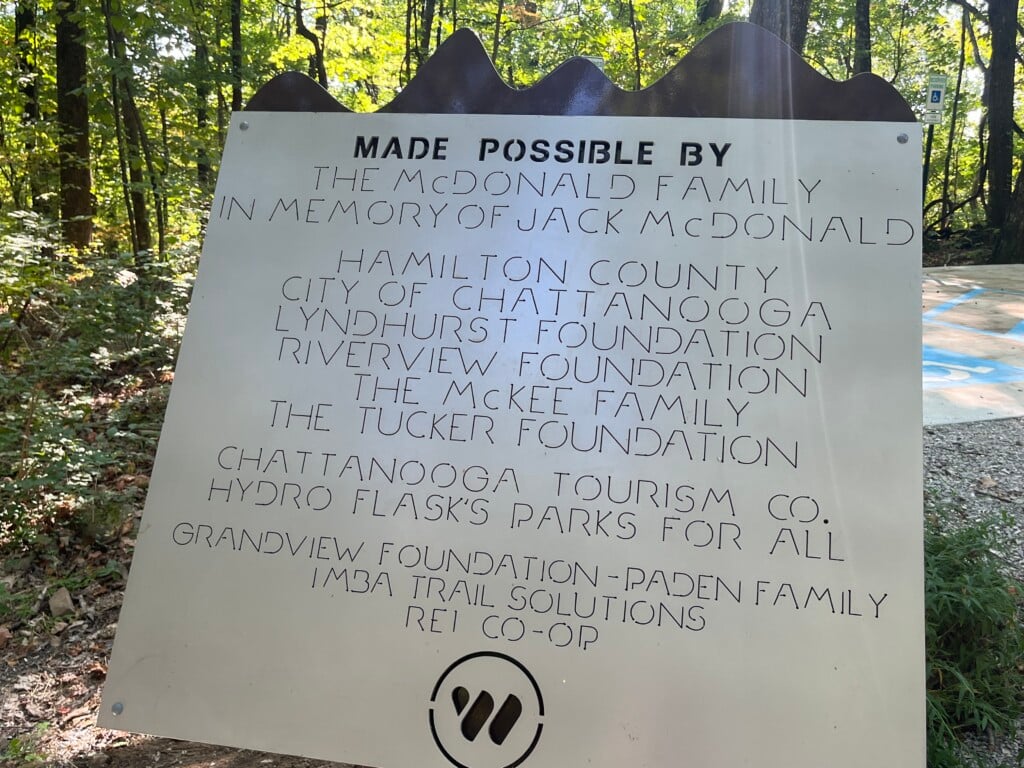 MADE POSSIBLE BY
THE McDONALD FAMILY
IN MEMORY OF JACK McDONALD
HAMILTON COUNTY
CITY OF CHATTANOOGA
LYNDHURST FOUNDATION
RIVERVIEW FOUNDATION
THE McKEE FAMILY
THE TUCKER FOUNDATION
CHATTANOOGA TOURISM CO.
HYDRO FLASK'S PARKS FOR ALL
GRANDVIEW FOUNDATION-PADEN FAMILY
IMBA TRAIL SOLUTIONS
REI CO-OP